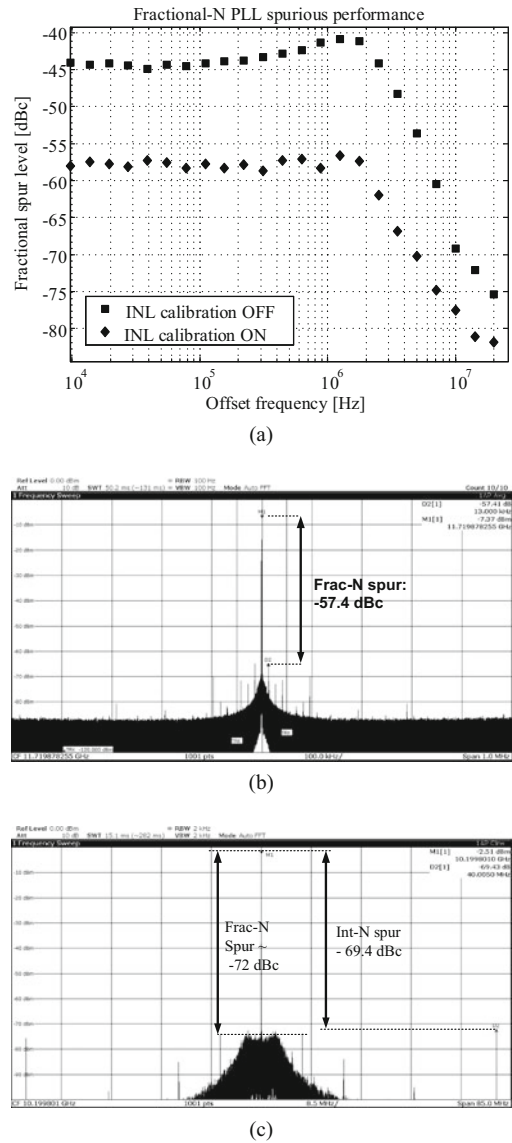 Fractional-N PLL spurious performance
-40
-45
-50
-55
-60
-65
-70
-75
-80
Fractional spur level [dBc]
INL calibration OFF
INL calibration ON
10^4
10^5
10^6
10^7
Offset frequency [Hz]
(a)
Ref Level 0.00 dBm RBW 100 Hz
Att 10 dB SWT 50.2 ms (~131 ms) VBW 100 Hz Mode Auto FFT Count 10/10
1 Frequency Sweep
D2[1] -57.41 dB
13.000 kHz
M1[1] -7.37 dBm
11.719878255 GHz
M1
Frac-N spur:
-57.4 dBc
D2
CF 11.719878255 GHz 1001 pts 100.0 kHz/ Span 1.0 MHz
(b)
Ref Level 0.00 dBm RBW 2 kHz
Att 10 dB SWT 15.1 ms (~262 ms) VBW 2 kHz Mode Auto FFT
1 Frequency Sweep
M1[1] -2.51 dBm
10.1998010 GHz
D2[1] -69.43 dB
40.0050 MHz
M1
Frac-N
Spur ~
-72 dBc
Int-N spur
- 69.4 dBc
CF 10.199801 GHz 1001 pts 8.5 MHz/ Span 85.0 MHz
(c)